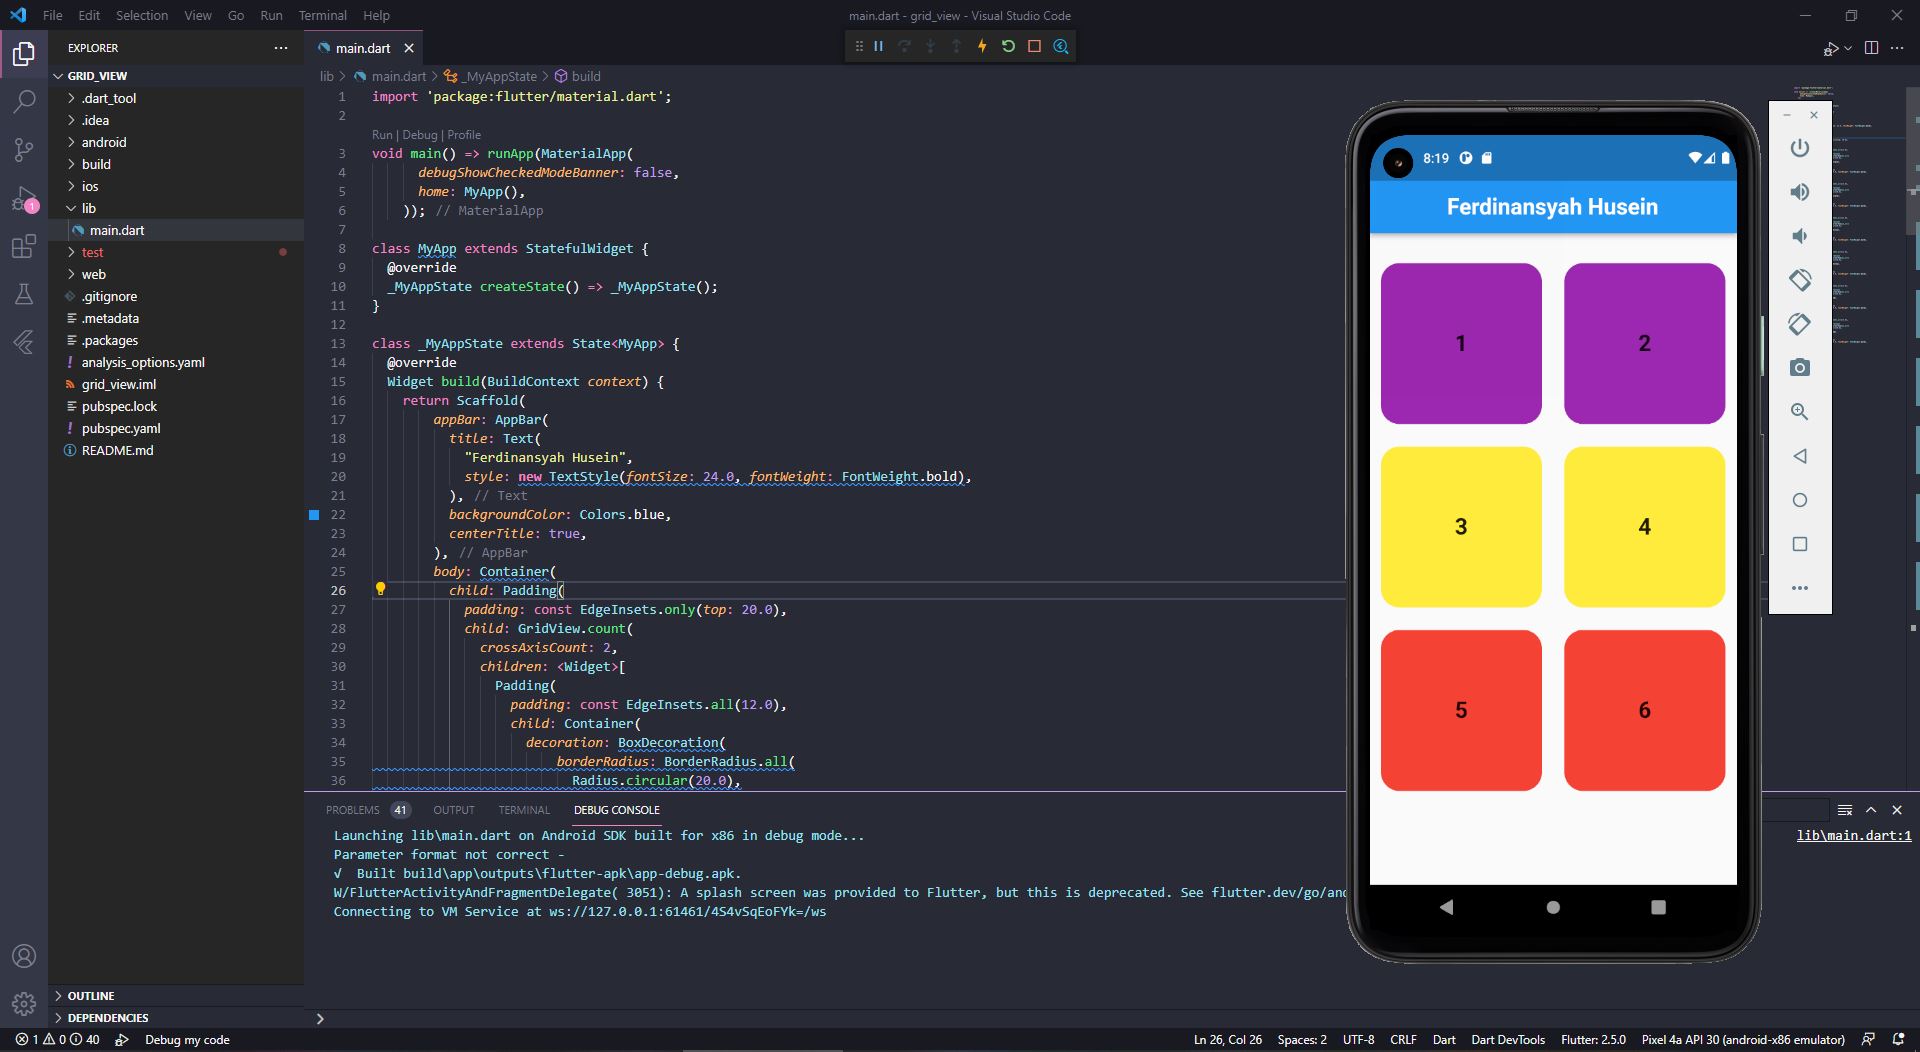 File Edit Selection View Go Run Terminal Help
main.dart - grid_view - Visual Studio Code
EXPLORER
GRID_VIEW
.dart_tool
.idea
android
build
ios
lib
main.dart
test
web
.gitignore
.metadata
.packages
analysis_options.yaml
grid_view.iml
pubspec.lock
pubspec.yaml
README.md
OUTLINE
DEPENDENCIES
1
main.dart
lib > main.dart > _MyAppState > build
1 import 'package:flutter/material.dart';
2
Run | Debug | Profile
3 void main() => runApp(MaterialApp(
4 debugShowCheckedModeBanner: false,
5 home: MyApp(),
6 )); // MaterialApp
7
8 class MyApp extends StatefulWidget {
9 @override
10 _MyAppState createState() => _MyAppState();
11 }
12
13 class _MyAppState extends State<MyApp> {
14 @override
15 Widget build(BuildContext context) {
16 return Scaffold(
17 appBar: AppBar(
18 title: Text(
19 "Ferdinansyah Husein",
20 style: new TextStyle(fontSize: 24.0, fontWeight: FontWeight.bold),
21 ), // Text
22 backgroundColor: Colors.blue,
23 centerTitle: true,
24 ), // AppBar
25 body: Container(
26 child: Padding(
27 padding: const EdgeInsets.only(top: 20.0),
28 child: GridView.count(
29 crossAxisCount: 2,
30 children: <Widget>[
31 Padding(
32 padding: const EdgeInsets.all(12.0),
33 child: Container(
34 decoration: BoxDecoration(
35 borderRadius: BorderRadius.all(
36 Radius.circular(20.0),
PROBLEMS 41 OUTPUT TERMINAL DEBUG CONSOLE
Launching lib\main.dart on Android SDK built for x86 in debug mode...
lib\main.dart:1
Parameter format not correct -
√ Built build\app\outputs\flutter-apk\app-debug.apk.
W/FlutterActivityAndFragmentDelegate( 3051): A splash screen was provided to Flutter, but this is deprecated. See flutter.dev/go/and
Connecting to VM Service at ws://127.0.0.1:61461/4S4vSqEoFYk=/ws
8:19
Ferdinansyah Husein
1 2
3 4
5 6
1 0 40 Debug my code
Ln 26, Col 26 Spaces: 2 UTF-8 CRLF Dart Dart DevTools Flutter: 2.5.0 Pixel 4a API 30 (android-x86 emulator)